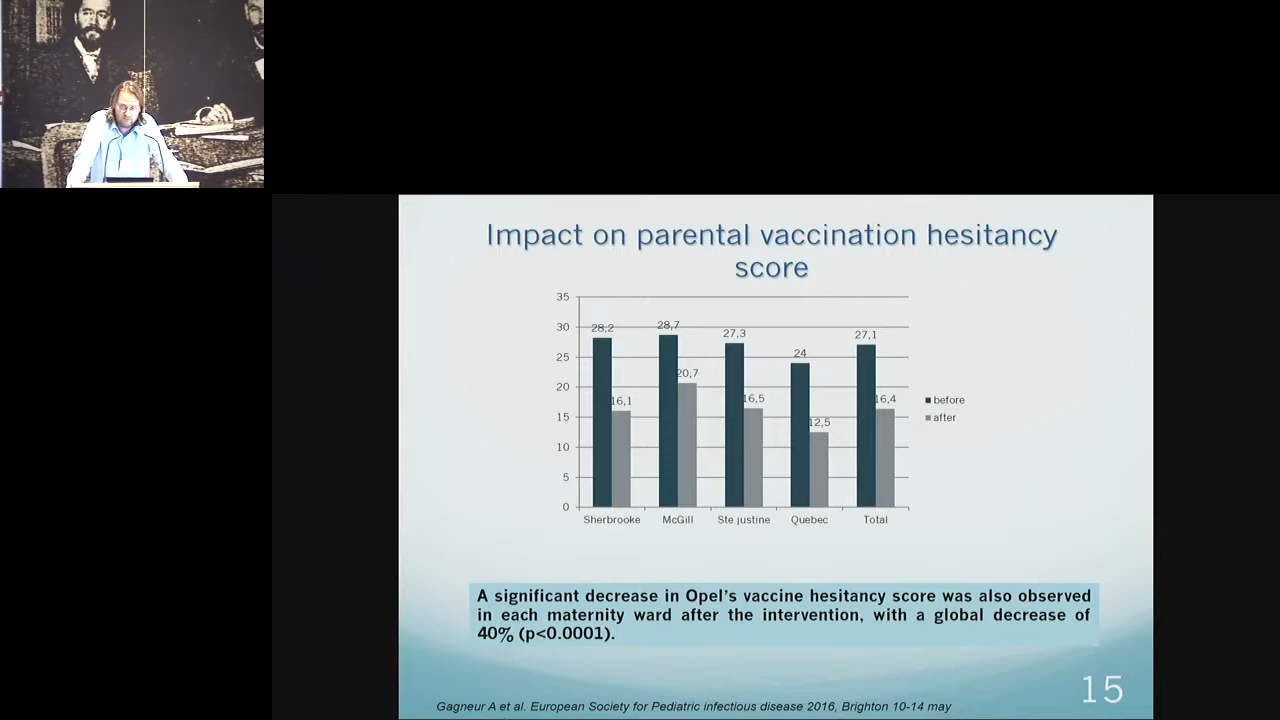 Impact on parental vaccination hesitancy
score
35
30
25
20
15
10
5
0
28,2
16,1
28,7
20,7
27,3
16,5
24
12,5
27,1
16,4
Sherbrooke
McGill
Ste justine
Quebec
Total
before
after
A significant decrease in Opel’s vaccine hesitancy score was also observed
in each maternity ward after the intervention, with a global decrease of
40% (p<0.0001).
15
Gagneur A et al. European Society for Pediatric infectious disease 2016, Brighton 10-14 may